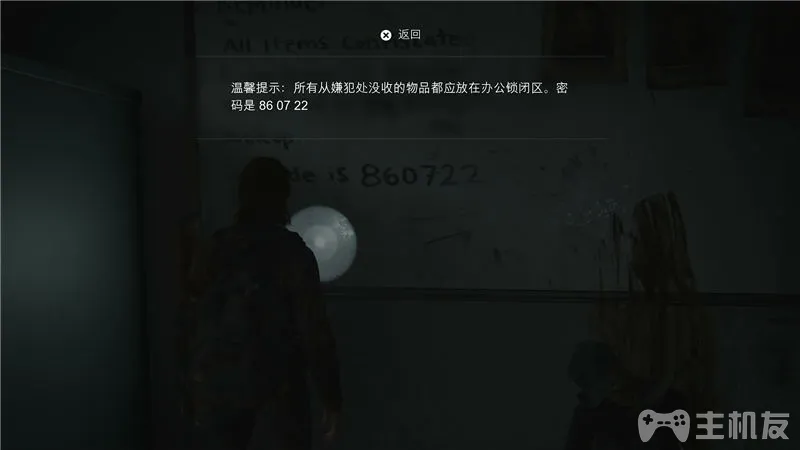 返回
All Items Confiscated
温馨提示：所有从嫌犯处没收的物品都应放在办公锁闭区。密
码是 86 07 22
is 860722
主机友